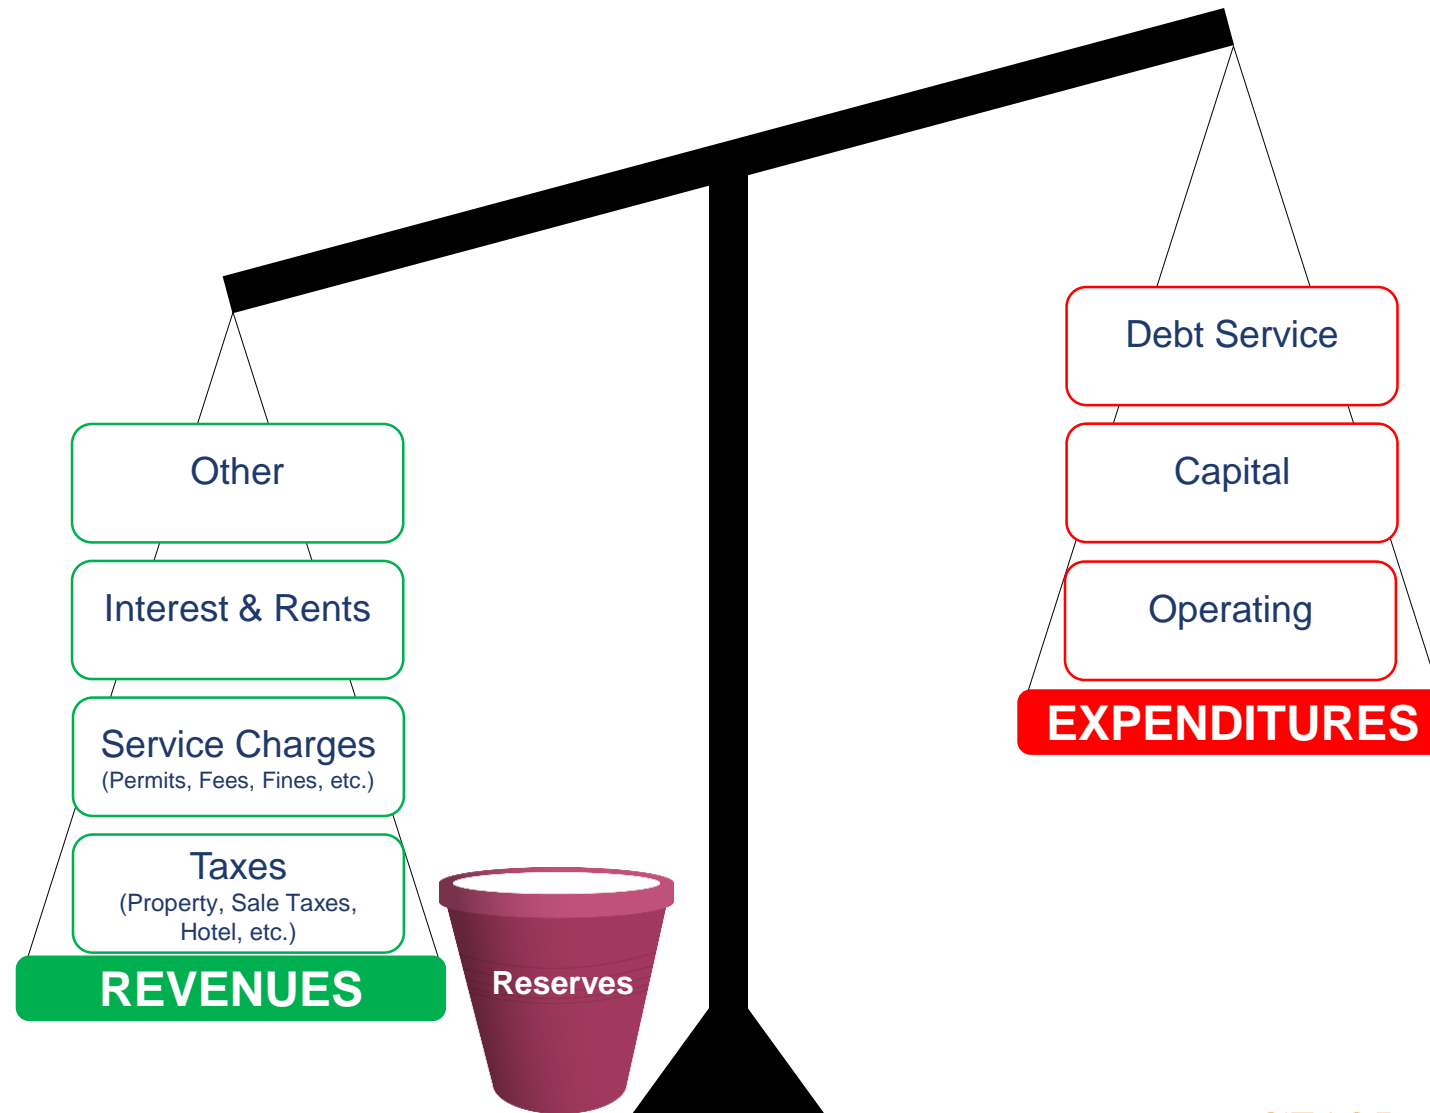 Debt Service
Other
Capital
Interest & Rents
Operating
Service Charges
(Permits, Fees, Fines, etc.)
EXPENDITURES
Taxes
(Property, Sale Taxes,
Hotel, etc.)
REVENUES
Reserves